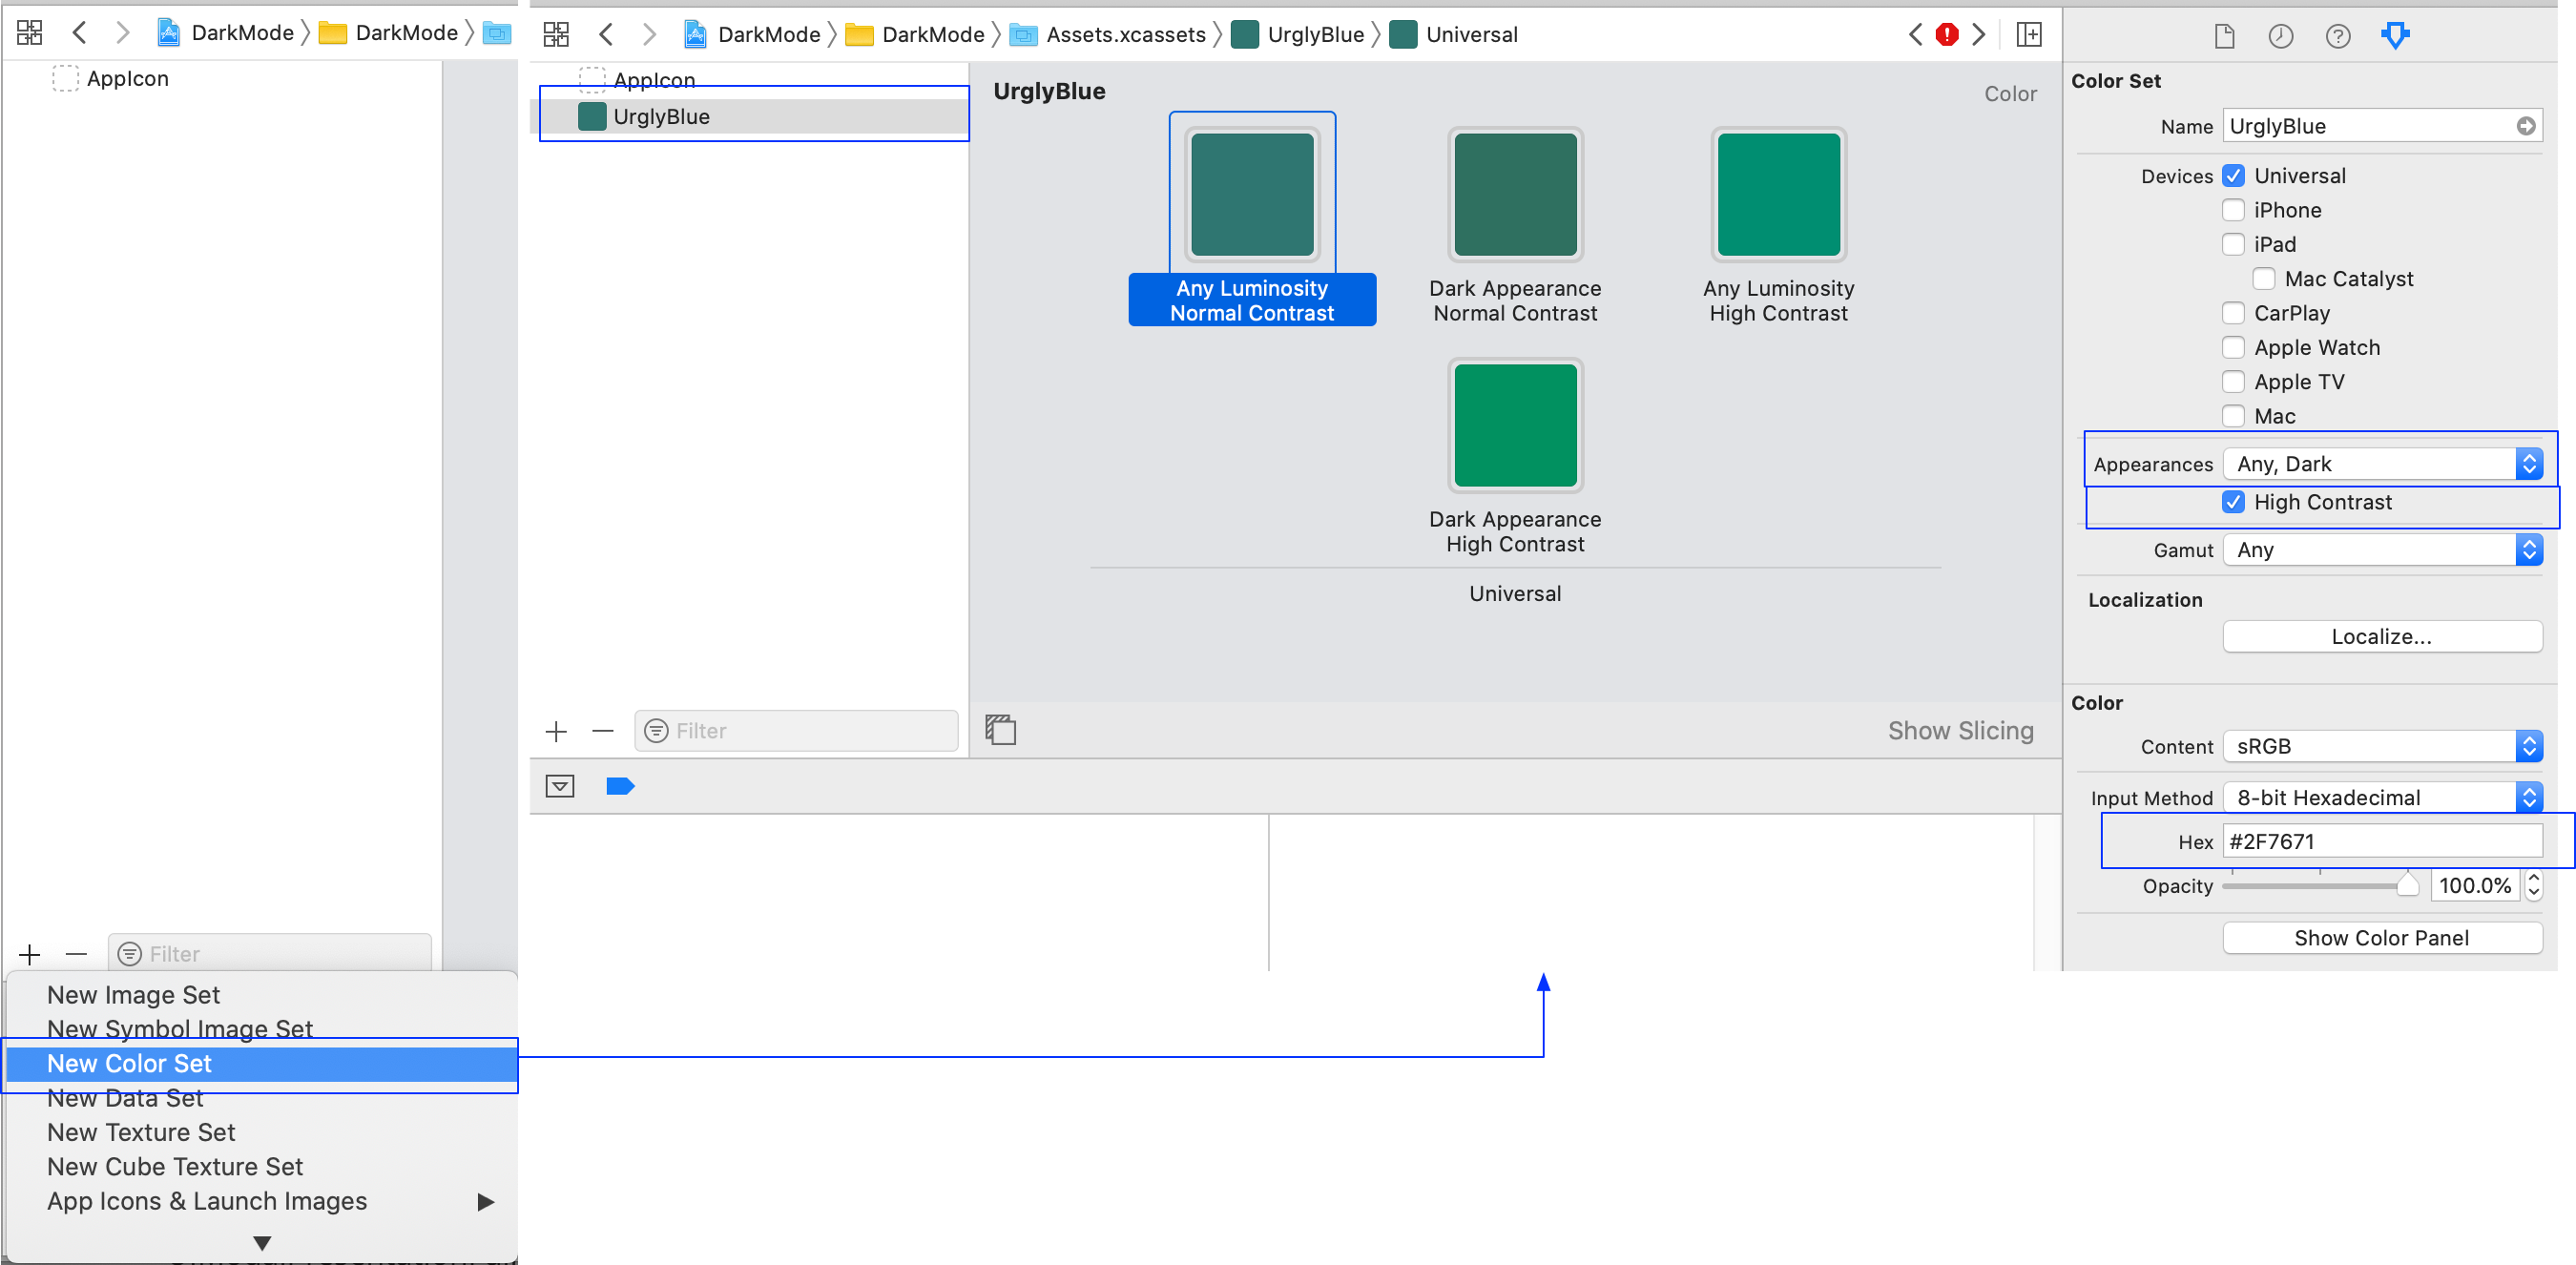 DarkMode DarkMode
AppIcon
Filter
New Image Set
New Symbol Image Set
New Color Set
New Data Set
New Texture Set
New Cube Texture Set
App Icons & Launch Images
DarkMode DarkMode Assets.xcassets UrglyBlue Universal
AppIcon
UrglyBlue
Filter
UrglyBlue
Color
Any Luminosity
Normal Contrast
Dark Appearance
Normal Contrast
Any Luminosity
High Contrast
Dark Appearance
High Contrast
Universal
Show Slicing
Color Set
Name UrglyBlue
Devices Universal
iPhone
iPad
Mac Catalyst
CarPlay
Apple Watch
Apple TV
Mac
Appearances Any, Dark
High Contrast
Gamut Any
Localization
Localize...
Color
Content sRGB
Input Method 8-bit Hexadecimal
Hex #2F7671
Opacity 100.0%
Show Color Panel